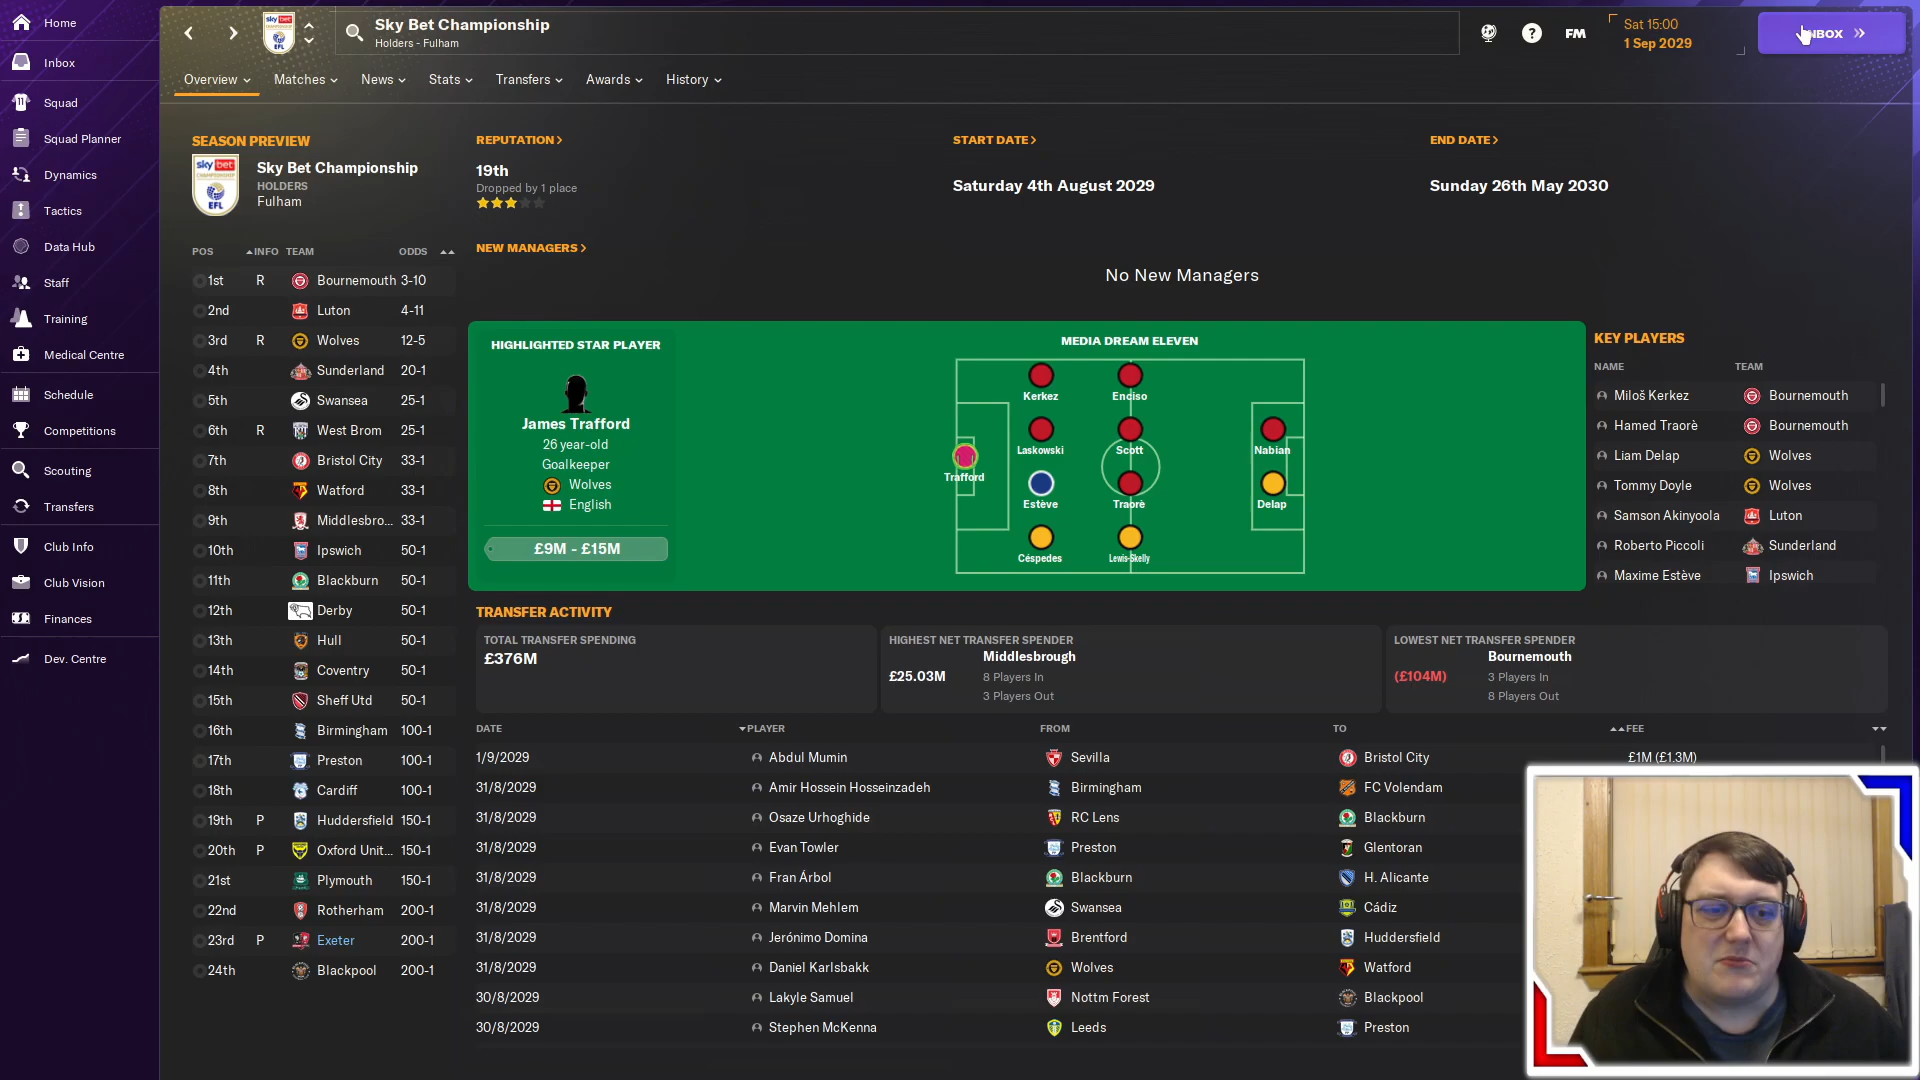 Home
Inbox
Squad
Squad Planner
Dynamics
Tactics
Data Hub
Staff
Training
Medical Centre
Schedule
Competitions
Scouting
Transfers
Club Info
Club Vision
Finances
Dev. Centre
Sky Bet Championship
Holders - Fulham
FM
Sat 15:00
1 Sep 2029
Overview Matches News Stats Transfers Awards History
SEASON PREVIEW
Sky Bet Championship
HOLDERS
Fulham
POS INFO TEAM ODDS
1st R Bournemouth 3-10
2nd Luton 4-11
3rd R Wolves 12-5
4th Sunderland 20-1
5th Swansea 25-1
6th R West Brom 25-1
7th Bristol City 33-1
8th Watford 33-1
9th Middlesbro... 33-1
10th Ipswich 50-1
11th Blackburn 50-1
12th Derby 50-1
13th Hull 50-1
14th Coventry 50-1
15th Sheff Utd 50-1
16th Birmingham 100-1
17th Preston 100-1
18th Cardiff 100-1
19th P Huddersfield 150-1
20th P Oxford Unit... 150-1
21st Plymouth 150-1
22nd Rotherham 200-1
23rd P Exeter 200-1
24th Blackpool 200-1
REPUTATION
19th
Dropped by 1 place
START DATE
Saturday 4th August 2029
END DATE
Sunday 26th May 2030
NEW MANAGERS
No New Managers
HIGHLIGHTED STAR PLAYER
James Trafford
26 year-old
Goalkeeper
Wolves
English
£9M - £15M
MEDIA DREAM ELEVEN
Kerkez Enciso
Laskowski Scott Nabian
Trafford
Estève Traorè Delap
Céspedes Lewis-Skelly
KEY PLAYERS
NAME TEAM
Miloš Kerkez Bournemouth
Hamed Traorè Bournemouth
Liam Delap Wolves
Tommy Doyle Wolves
Samson Akinyoola Luton
Roberto Piccoli Sunderland
Maxime Estève Ipswich
TRANSFER ACTIVITY
TOTAL TRANSFER SPENDING
£376M
HIGHEST NET TRANSFER SPENDER
Middlesbrough
£25.03M
8 Players In
3 Players Out
LOWEST NET TRANSFER SPENDER
Bournemouth
(£104M)
3 Players In
8 Players Out
DATE PLAYER FROM TO FEE
1/9/2029 Abdul Mumin Sevilla Bristol City £1M (£1.3M)
31/8/2029 Amir Hossein Hosseinzadeh Birmingham FC Volendam
31/8/2029 Osaze Urhoghide RC Lens Blackburn
31/8/2029 Evan Towler Preston Glentoran
31/8/2029 Fran Árbol Blackburn H. Alicante
31/8/2029 Marvin Mehlem Swansea Cádiz
31/8/2029 Jerónimo Domina Brentford Huddersfield
31/8/2029 Daniel Karlsbakk Wolves Watford
30/8/2029 Lakyle Samuel Nottm Forest Blackpool
30/8/2029 Stephen McKenna Leeds Preston